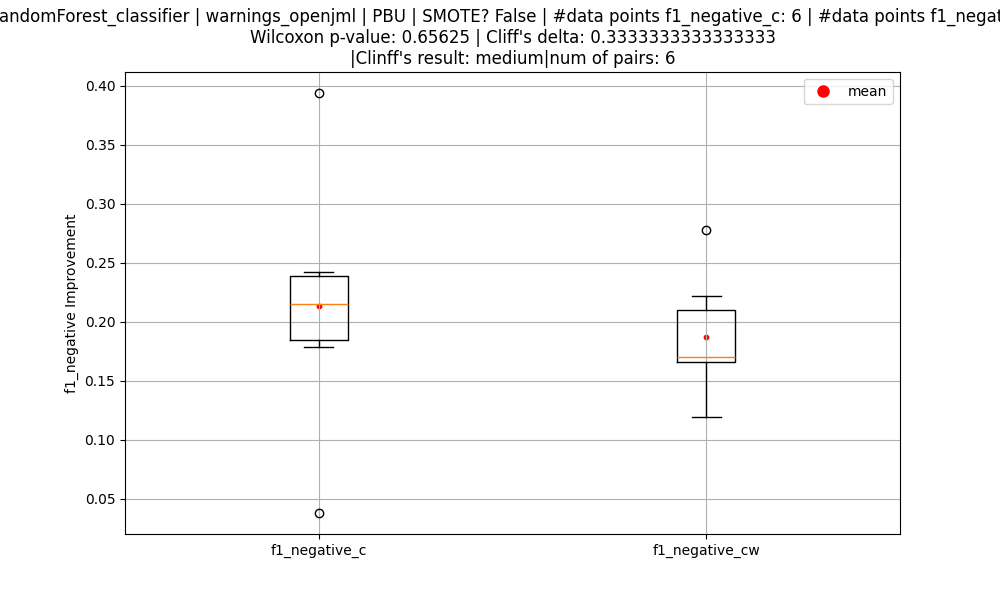 andomForest_classifier | warnings_openjml | PBU | SMOTE? False | #data points f1_negative_c: 6 | #data points f1_negat
Wilcoxon p-value: 0.65625 | Cliff's delta: 0.3333333333333333
|Clinff's result: medium|num of pairs: 6
mean
0.40
0.35
0.30
0.25
0.20
0.15
0.10
0.05
f1_negative Improvement
f1_negative_c
f1_negative_cw